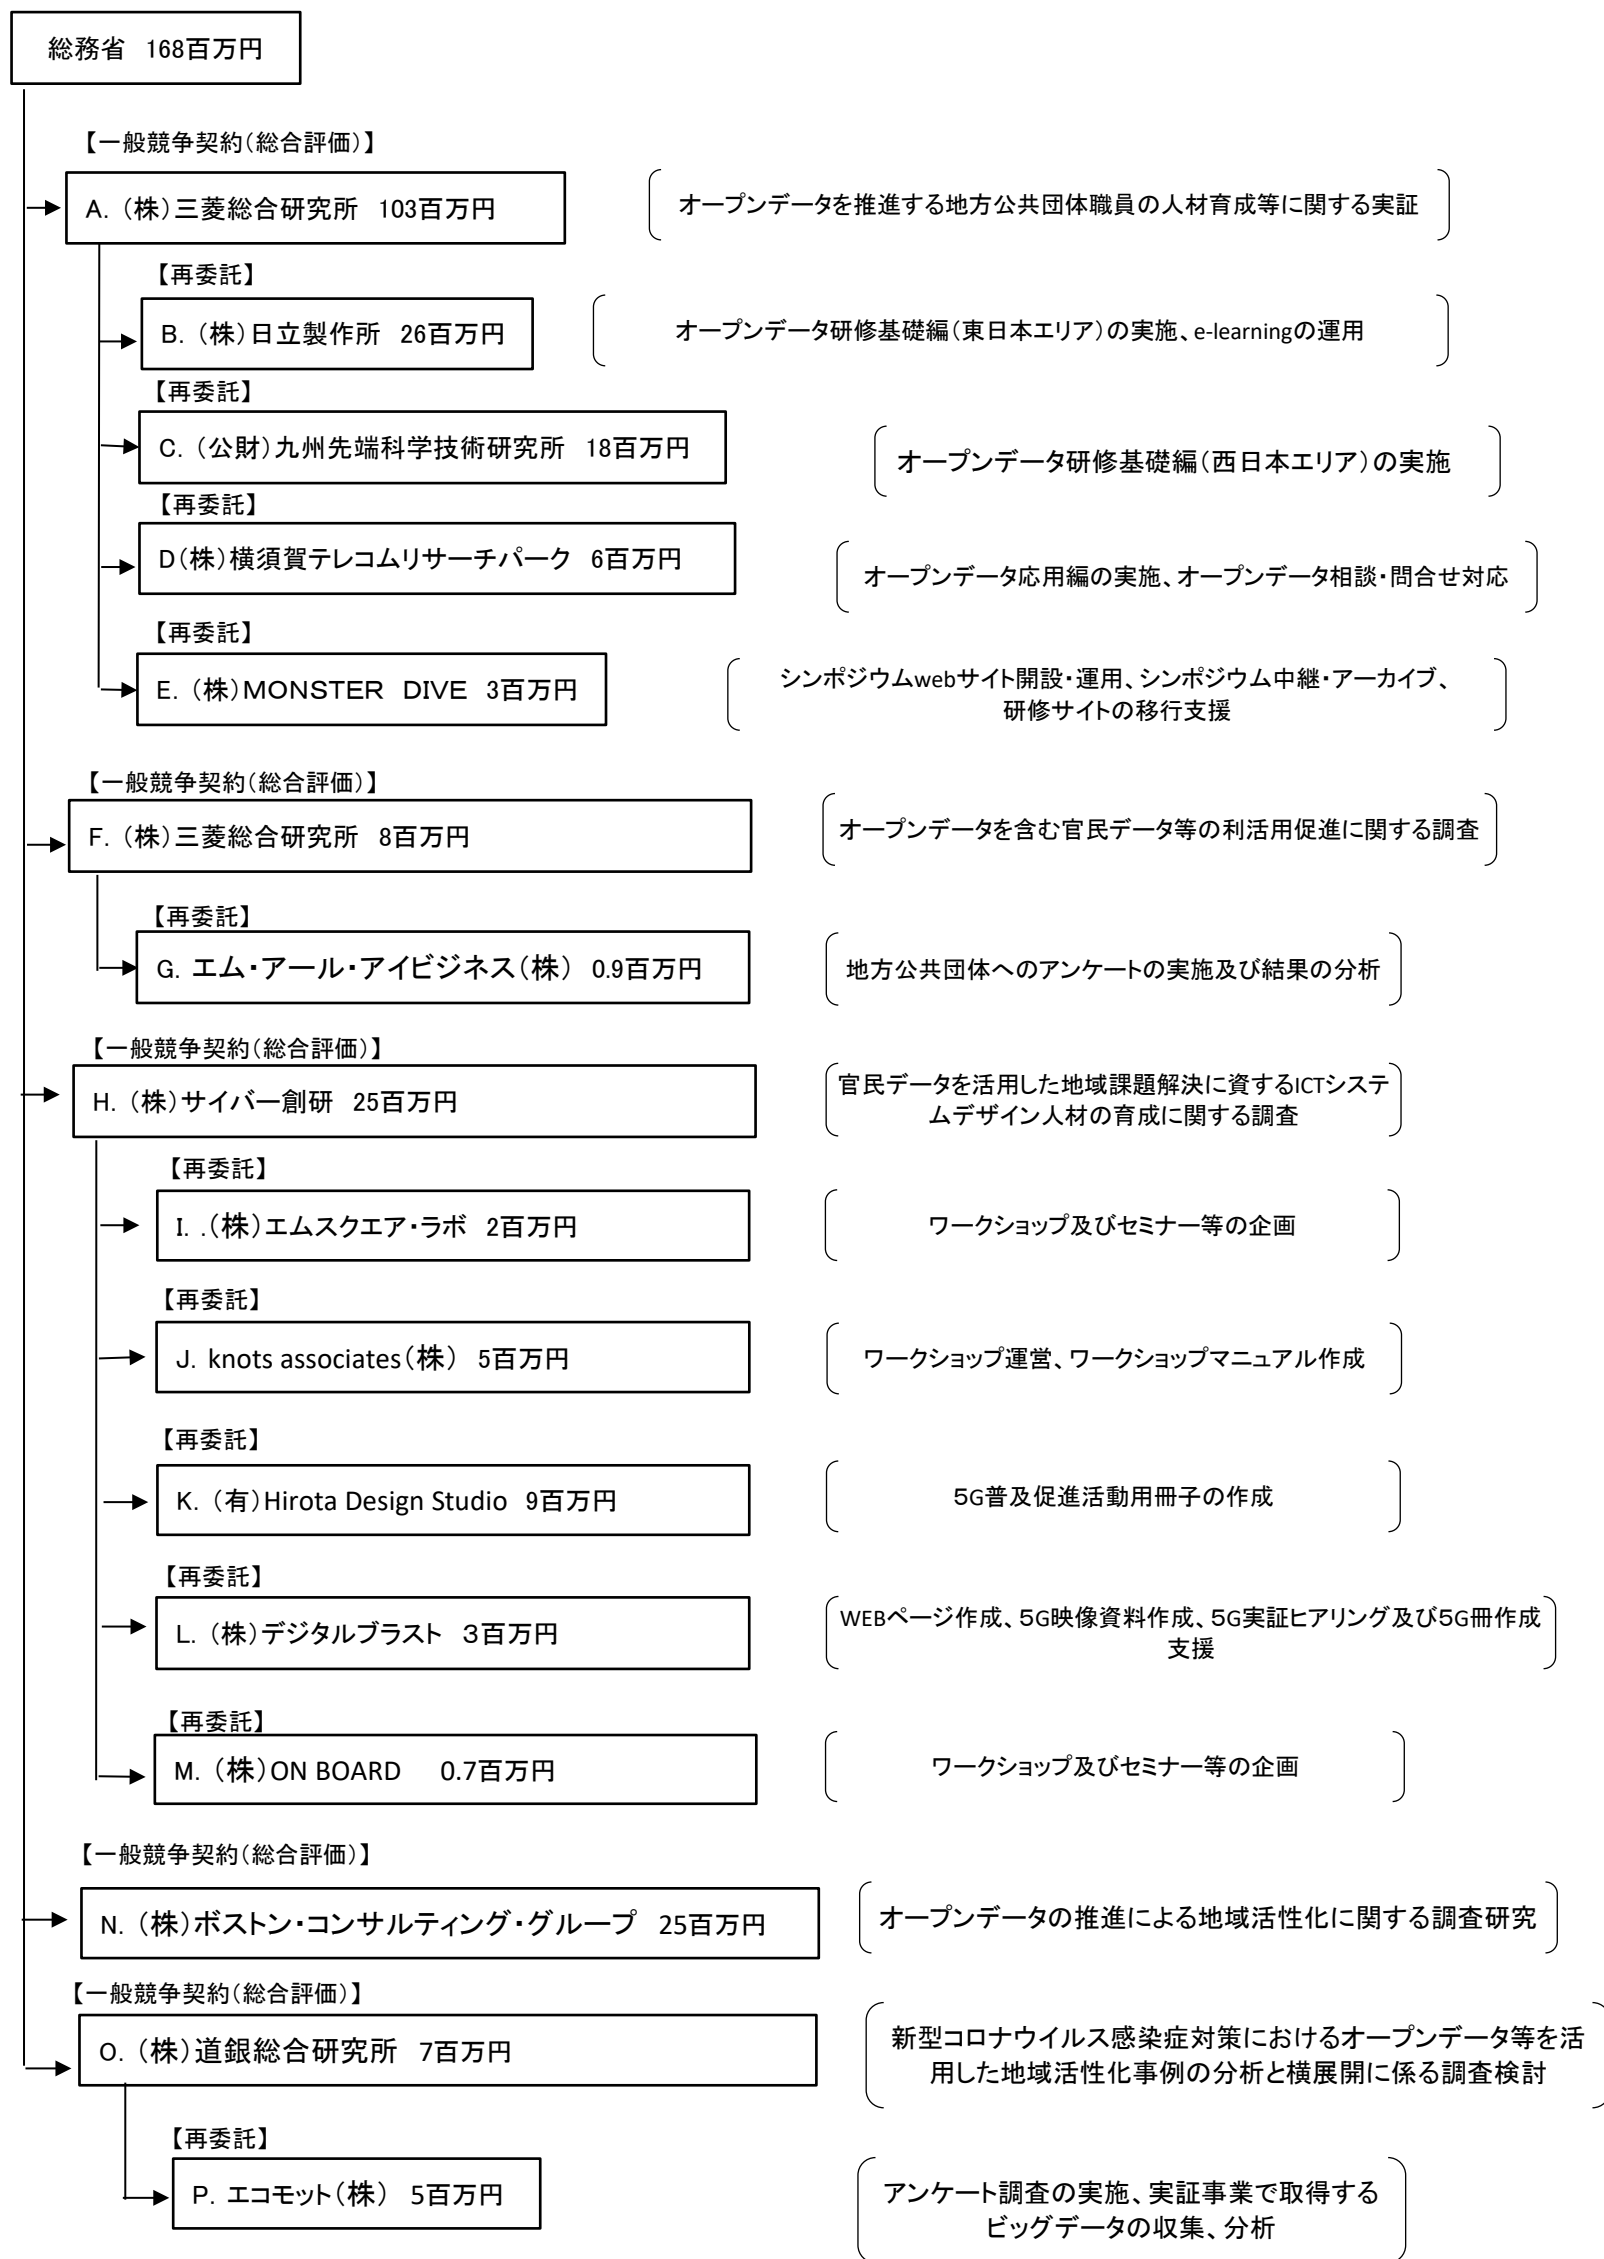 総務省　168百万円
【一般競争契約（総合評価）】
A.（株）三菱総合研究所　103百万円
オープンデータを推進する地方公共団体職員の人材育成等に関する実証
【再委託】
B.（株）日立製作所　26百万円
オープンデータ研修基礎編（東日本エリア）の実施、e-learningの運用
【再委託】
C.（公財）九州先端科学技術研究所　18百万円
オープンデータ研修基礎編（西日本エリア）の実施
【再委託】
D（株）横須賀テレコムリサーチパーク　6百万円
オープンデータ応用編の実施、オープンデータ相談・問合せ対応
【再委託】
E.（株）MONSTER　DIVE　3百万円
シンポジウムwebサイト開設・運用、シンポジウム中継・アーカイブ、
研修サイトの移行支援
【一般競争契約（総合評価）】
F.（株）三菱総合研究所　8百万円
オープンデータを含む官民データ等の利活用促進に関する調査
【再委託】
G. エム・アール・アイビジネス（株）　0.9百万円
地方公共団体へのアンケートの実施及び結果の分析
【一般競争契約（総合評価）】
H.（株）サイバー創研　25百万円
官民データを活用した地域課題解決に資するICTシステ
ムデザイン人材の育成に関する調査
【再委託】
I. .（株）エムスクエア・ラボ　2百万円
ワークショップ及びセミナー等の企画
【再委託】
J. knots associates（株）　5百万円
ワークショップ運営、ワークショップマニュアル作成
【再委託】
K.（有）Hirota Design Studio　9百万円
5G普及促進活動用冊子の作成
【再委託】
L.（株）デジタルブラスト　３百万円
WEBページ作成、５G映像資料作成、５G実証ヒアリング及び５G冊作成
支援
【再委託】
M.（株）ON BOARD　　0.7百万円
ワークショップ及びセミナー等の企画
【一般競争契約（総合評価）】
N.（株）ボストン・コンサルティング・グループ　25百万円
オープンデータの推進による地域活性化に関する調査研究
【一般競争契約（総合評価）】
O.（株）道銀総合研究所　7百万円
新型コロナウイルス感染症対策におけるオープンデータ等を活
用した地域活性化事例の分析と横展開に係る調査検討
【再委託】
P. エコモット（株）　5百万円
アンケート調査の実施、実証事業で取得する
ビッグデータの収集、分析